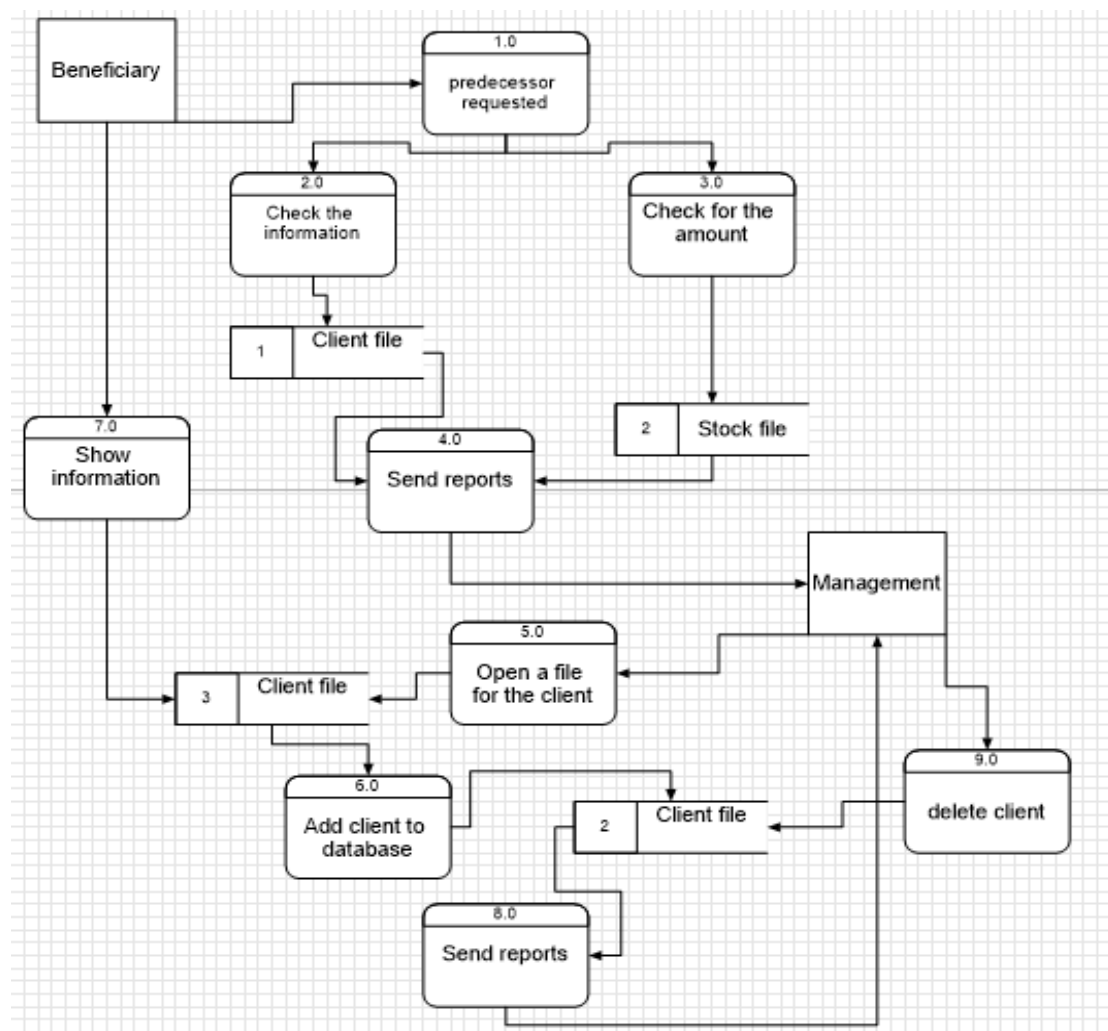 Beneficiary
1.0
predecessor
requested
2.0
Check the
information
3.0
Check for the
amount
1
Client file
2
Stock file
7.0
Show
information
4.0
Send reports
Management
5.0
Open a file
for the client
3
Client file
6.0
Add client to
database
2
Client file
9.0
delete client
8.0
Send reports